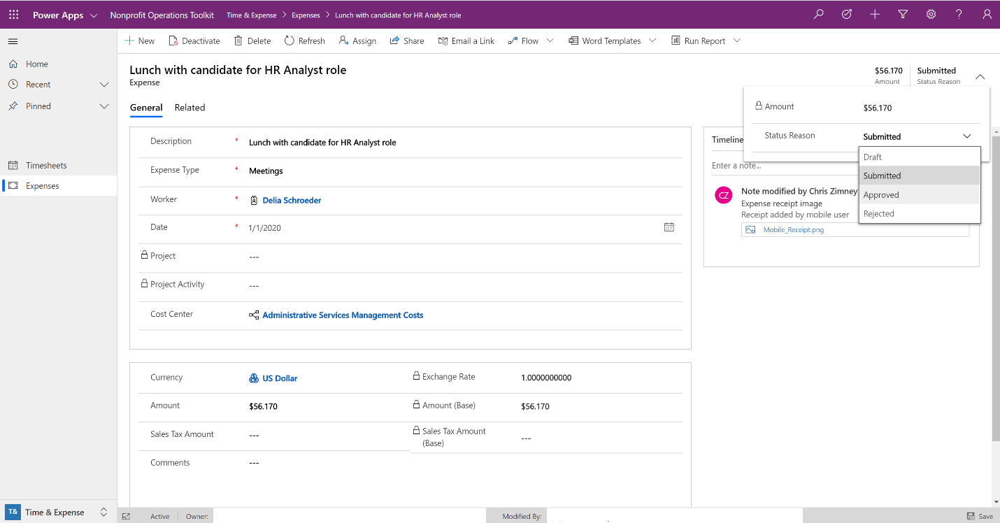 Power Apps
Nonprofit Operations Toolkit
Time & Expense > Expenses > Lunch with candidate for HR Analyst role
New
Deactivate
Delete
Refresh
Assign
Share
Email a Link
Flow
Word Templates
Run Report
Home
Recent
Pinned
Timesheets
Expenses
Lunch with candidate for HR Analyst role
Expense
$56.170
Amount
Submitted
Status Reason
General
Related
Description * Lunch with candidate for HR Analyst role
Expense Type * Meetings
Worker * Delia Schroeder
Date * 1/1/2020
Project ---
Project Activity ---
Cost Center Administrative Services Management Costs
Amount $56.170
Status Reason Submitted
Draft
Submitted
Approved
Rejected
Timeline
Enter a note...
CZ
Note modified by Chris Zimney
Expense receipt image
Receipt added by mobile user
Mobile_Receipt.png
Currency US Dollar
Exchange Rate 1.0000000000
Amount $56.170
Amount (Base) $56.170
Sales Tax Amount ---
Sales Tax Amount
(Base)
---
Comments ---
T& Time & Expense
Active
Owner:
Modified By:
Save